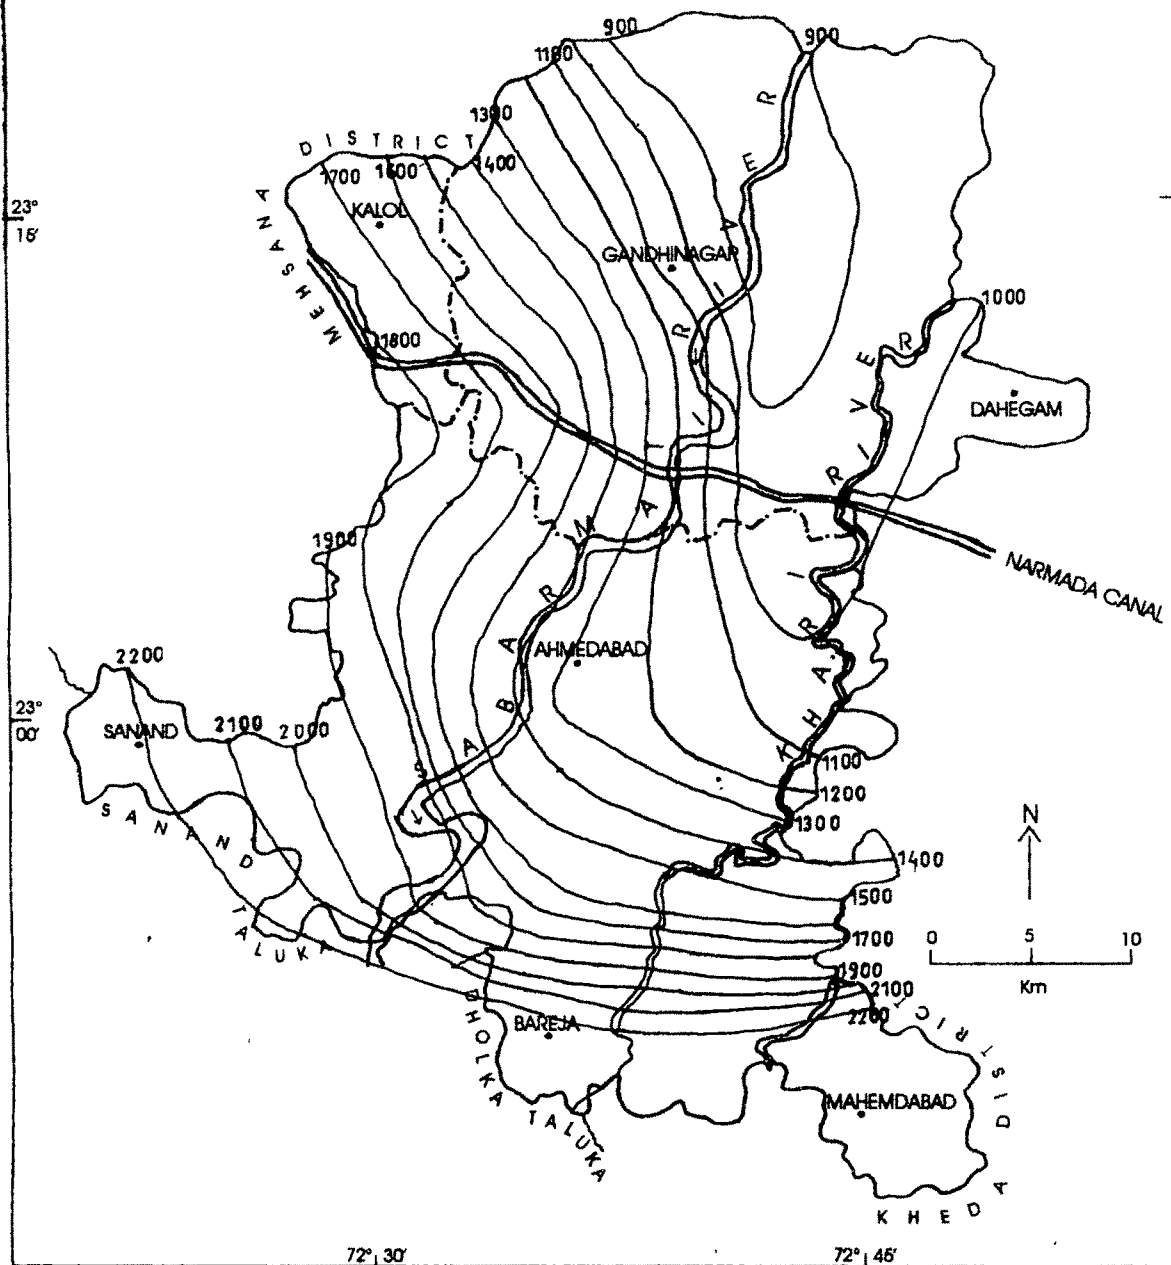 900
900
1100
1300
MEHSANA DISTRICT
1400
1600
1700
KALOL
23°
15'
GANDHINAGAR
1000
1800
DAHEGAM
SABARMATI RIVER
KHARI RIVER
1900
NARMADA CANAL
AHMEDABAD
2200
SANAND
2100
2000
23°
00'
1100
1200
1300
1400
1500
1700
1900
2100
2200
SANAND
TALUKA
N
0 5 10
Km
BAREJA
DHOLKA TALUKA
MAHEMDABAD
KHEDA DISTRICT
72° 30'
72° 45'